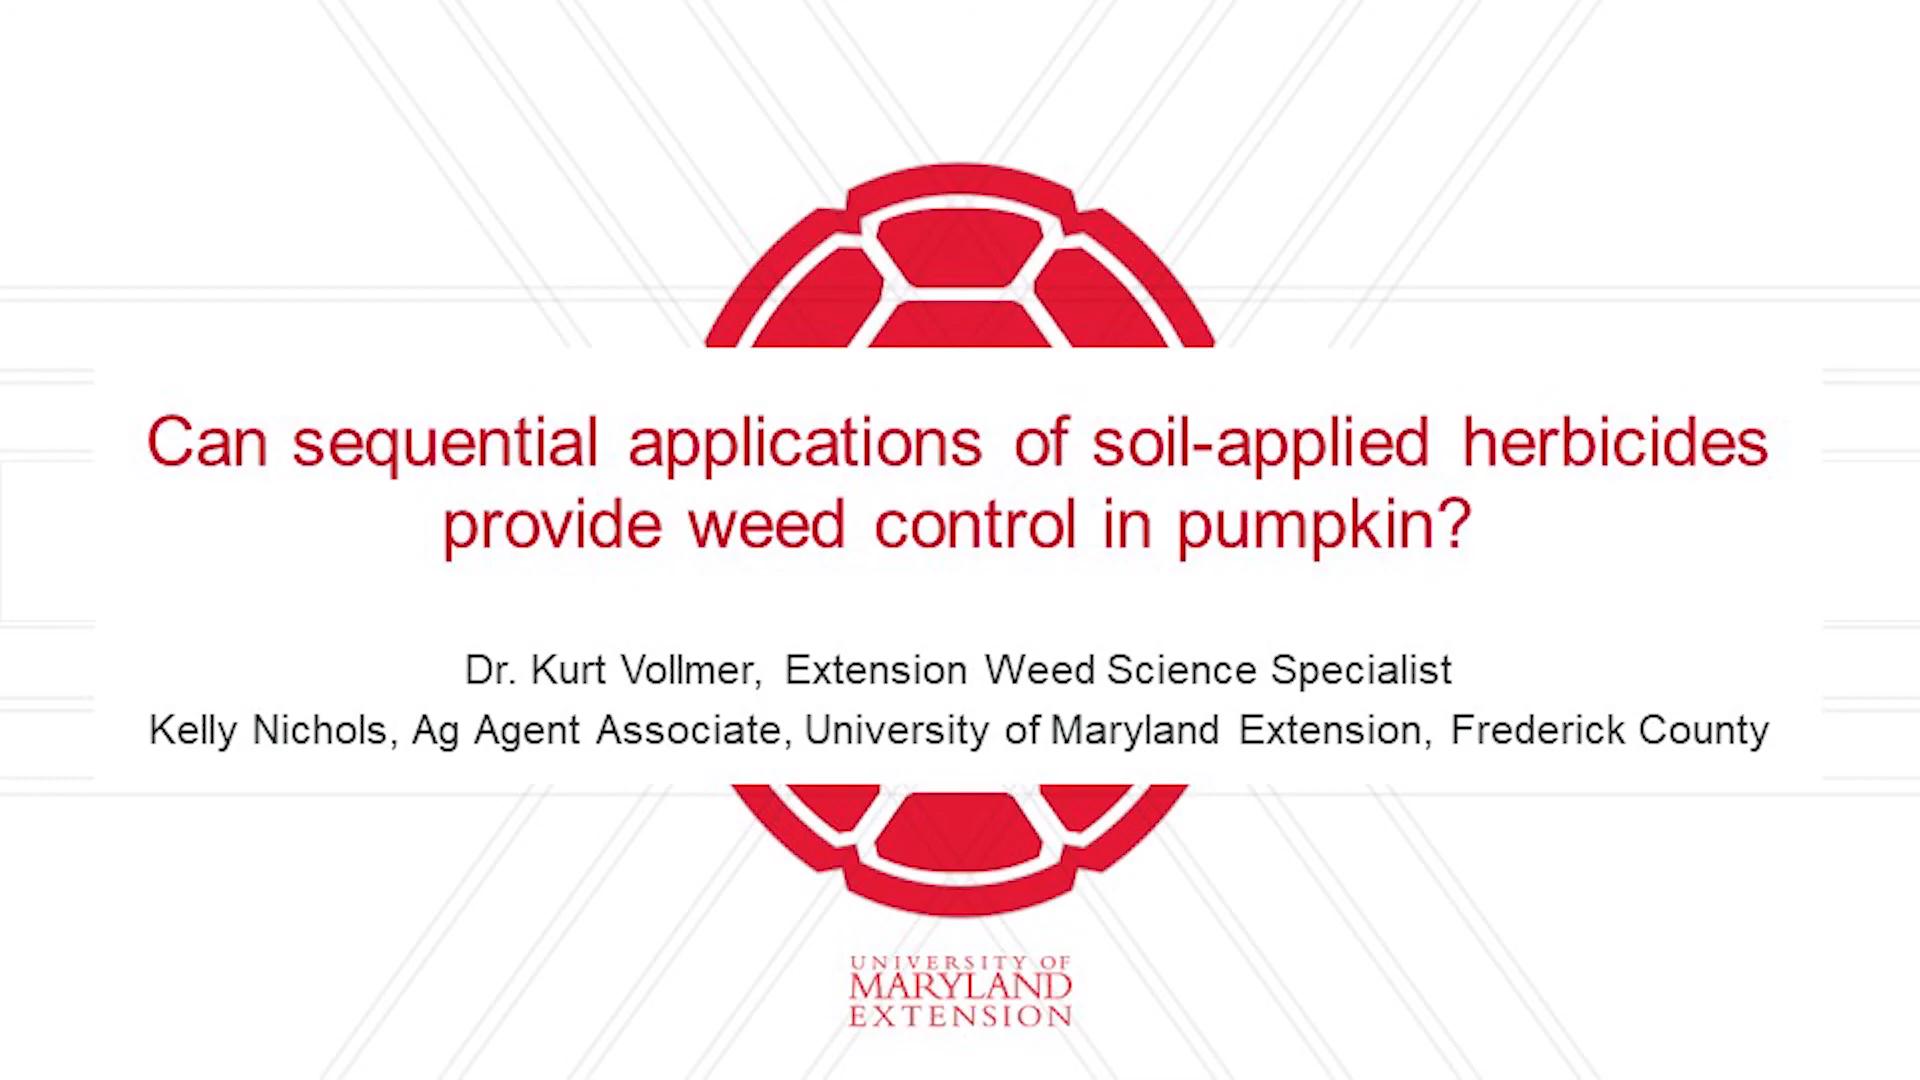 Can sequential applications of soil-applied herbicides
provide weed control in pumpkin?
Dr. Kurt Vollmer, Extension Weed Science Specialist
Kelly Nichols, Ag Agent Associate, University of Maryland Extension, Frederick County
UNIVERSITY OF
MARYLAND
EXTENSION